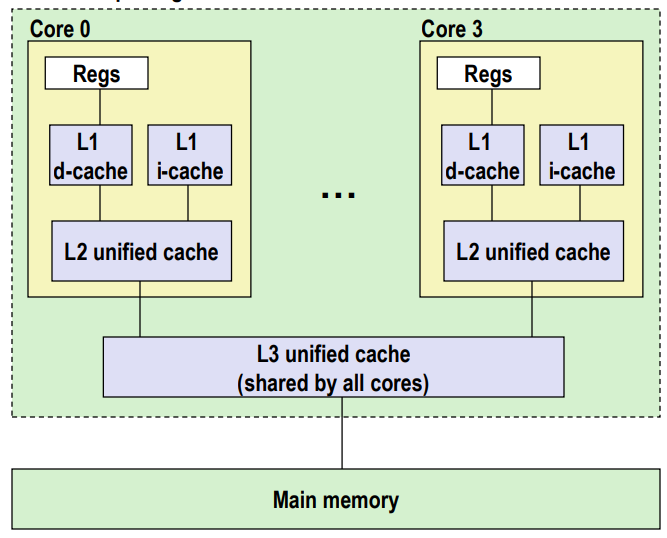 Core 0
Core 3
Regs
Regs
L1
d-cache
L1
i-cache
L1
d-cache
L1
i-cache
...
L2 unified cache
L2 unified cache
L3 unified cache
(shared by all cores)
Main memory